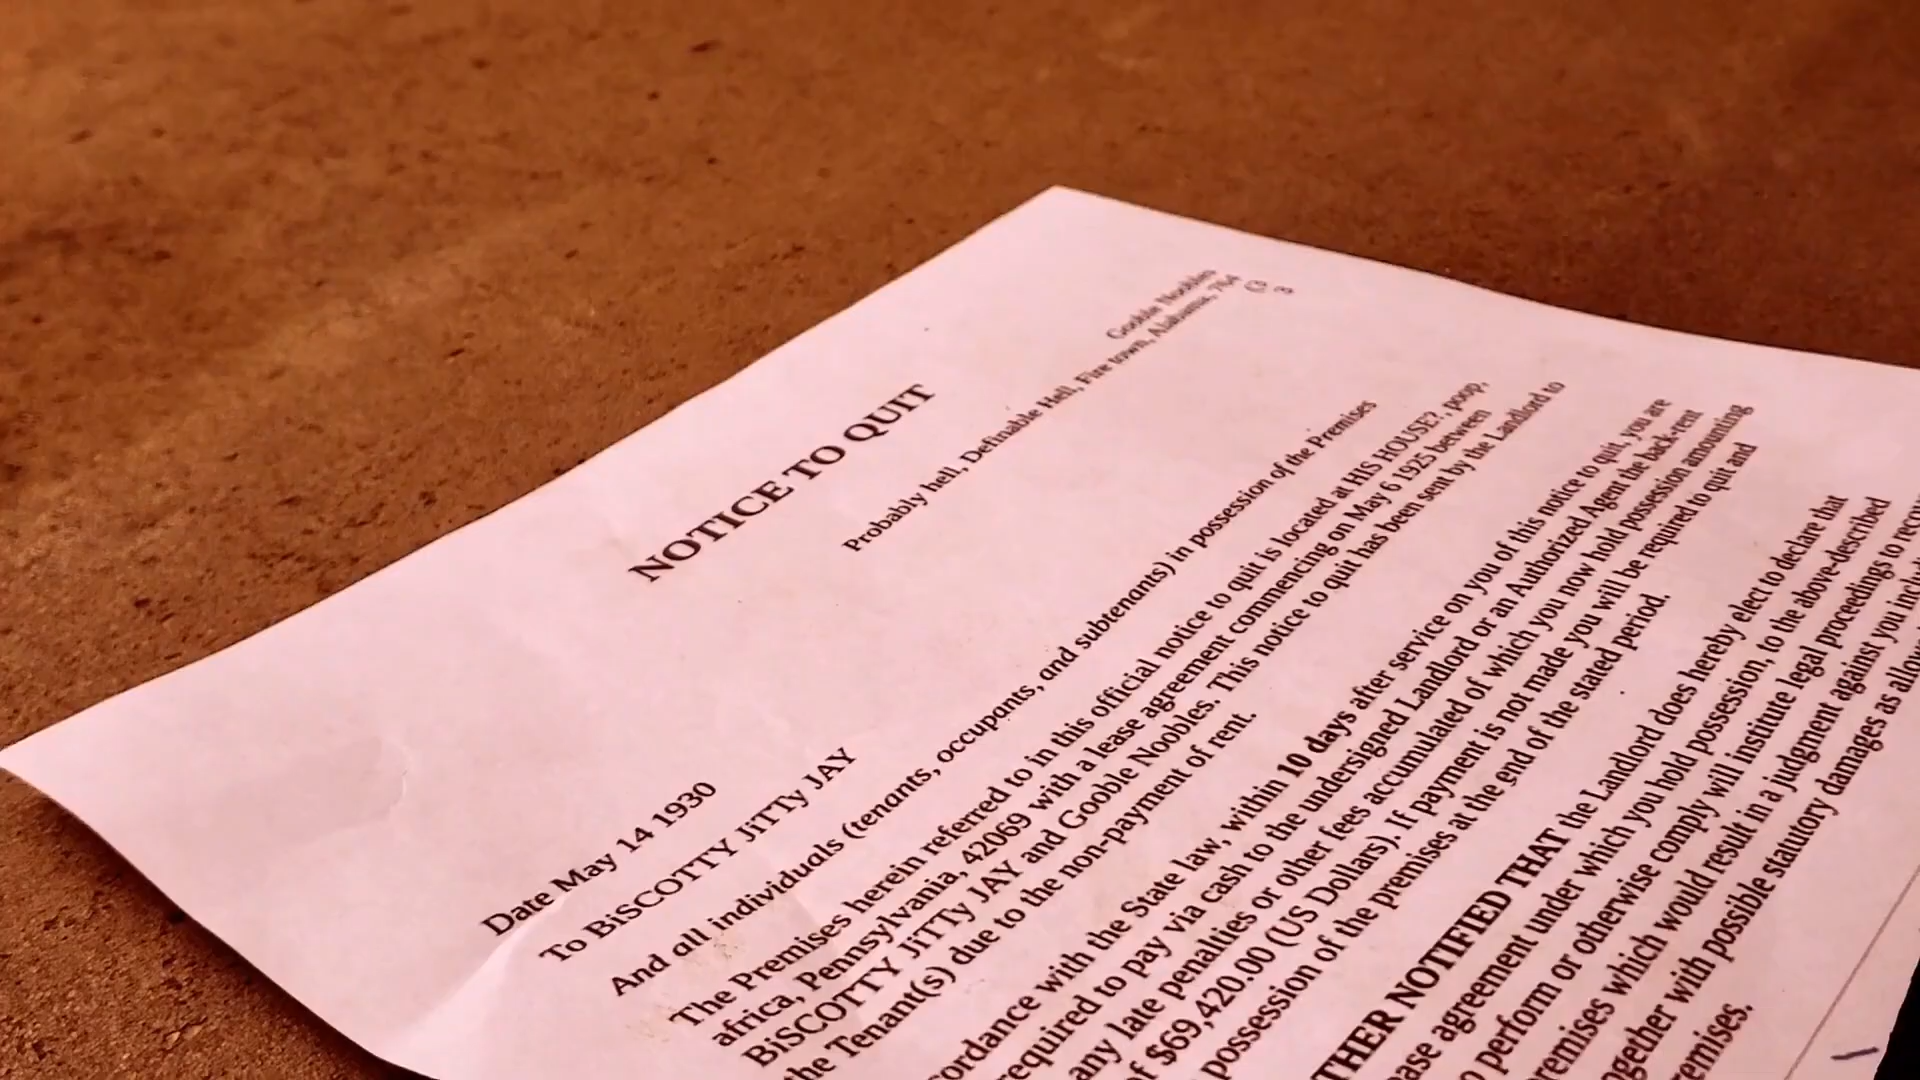 Gooble Noobles
Probably hell, Definable Hell, Fire town, Alabama, 764
NOTICE TO QUIT
Date May 14 1930
To BiSCOTTY JiTTy JAY
And all individuals (tenants, occupants, and subtenants) in possession of the Premises
The Premises herein referred to in this official notice to quit is located at HIS HOUSE?, poop,
africa, Pennsylvania, 42069 with a lease agreement commencing on May 6 1925 between
BiSCOTTY JiTTy JAY and Gooble Noobles. This notice to quit has been sent by the Landlord to
the Tenant(s) due to the non-payment of rent.
cordance with the State law, within 10 days after service on you of this notice to quit, you are
required to pay via cash to the undersigned Landlord or an Authorized Agent the back-rent
any late penalties or other fees accumulated of which you now hold possession amounting
of $69,420.00 (US Dollars). If payment is not made you will be required to quit and
possession of the premises at the end of the stated period.
THER NOTIFIED THAT the Landlord does hereby elect to declare that
ease agreement under which you hold possession, to the above-described
o perform or otherwise comply will institute legal proceedings to recov
remises which would result in a judgment against you includ
ogether with possible statutory damages as allow
remises.